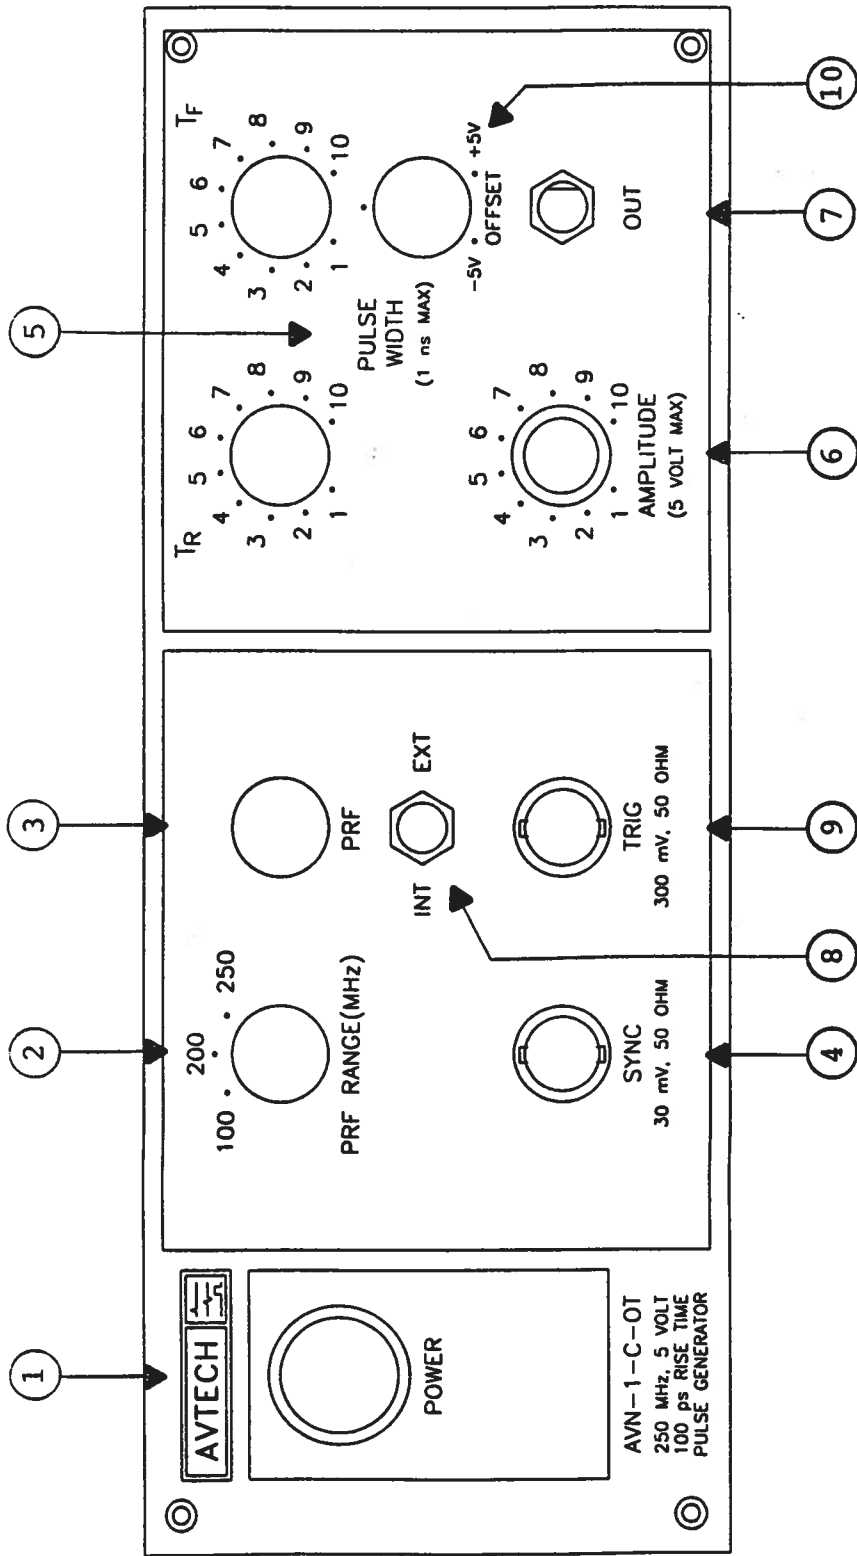 1
2
3
5
AVTECH
POWER
AVN-1-C-OT
250 MHz, 5 VOLT
100 ps RISE TIME
PULSE GENERATOR
100
200
250
PRF RANGE(MHz)
PRF
INT
EXT
SYNC
30 mV, 50 OHM
TRIG
300 mV, 50 OHM
TR
1
2
3
4
5
6
7
8
9
10
TF
1
2
3
4
5
6
7
8
9
10
PULSE
WIDTH
(1 ns MAX)
-5V
OFFSET
+5V
1
2
3
4
5
6
7
8
9
10
AMPLITUDE
(5 VOLT MAX)
OUT
4
8
9
6
7
10